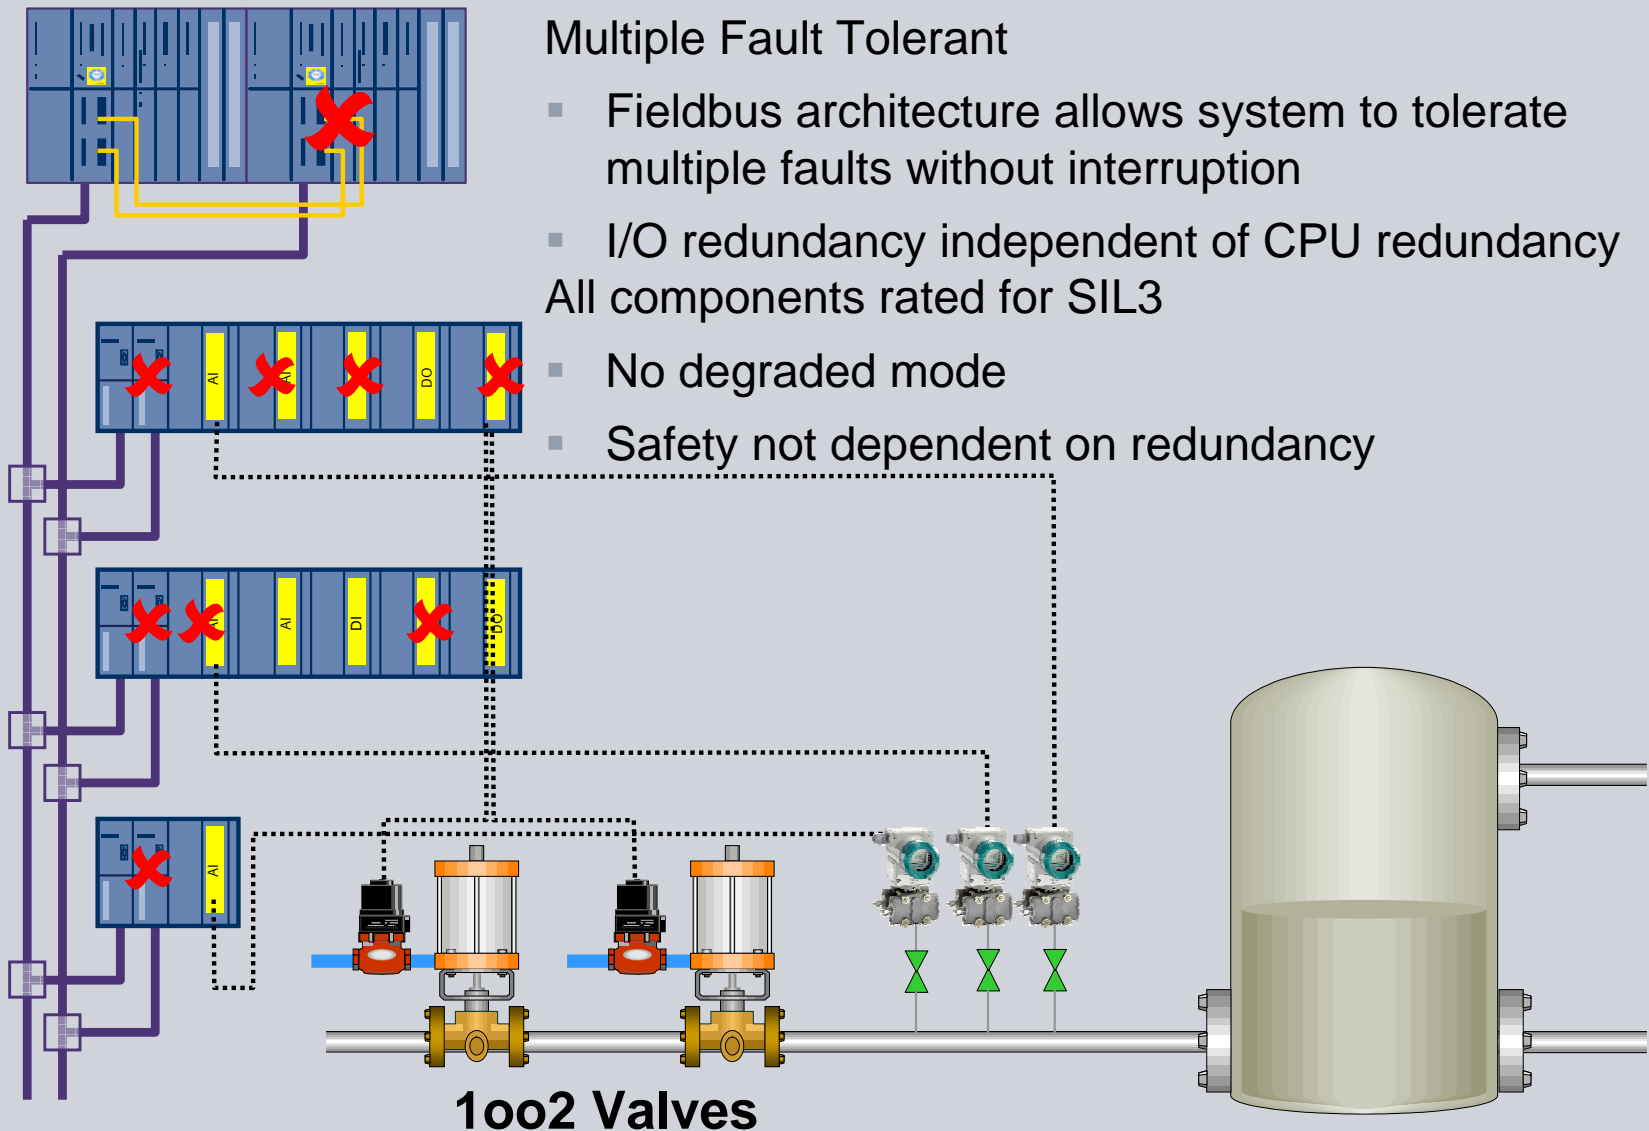 Multiple Fault Tolerant
Fieldbus architecture allows system to tolerate
multiple faults without interruption
I/O redundancy independent of CPU redundancy
All components rated for SIL3
No degraded mode
Safety not dependent on redundancy
AI
AI
DO
AI
AI
DI
DO
AI
1oo2 Valves